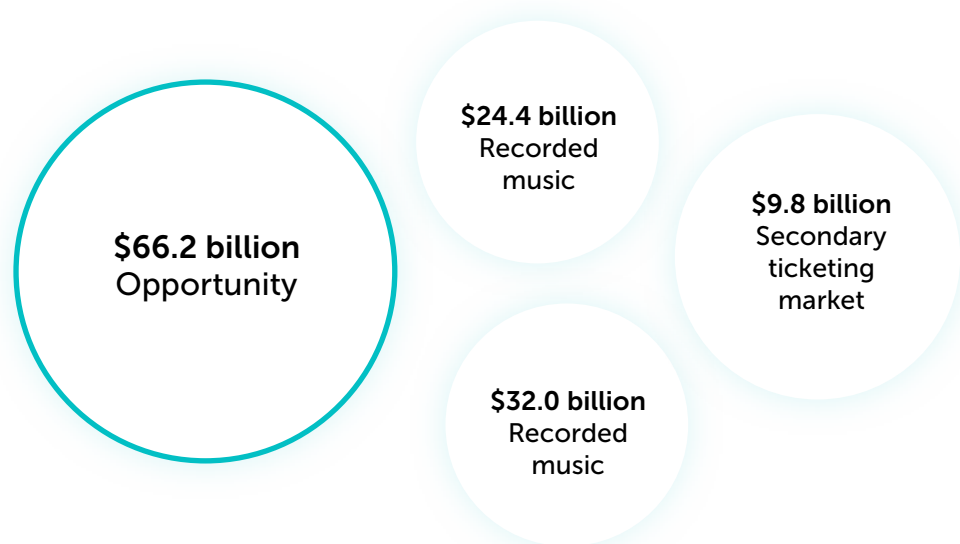 $66.2 billion
Opportunity
$24.4 billion
Recorded
music
$32.0 billion
Recorded
music
$9.8 billion
Secondary
ticketing
market